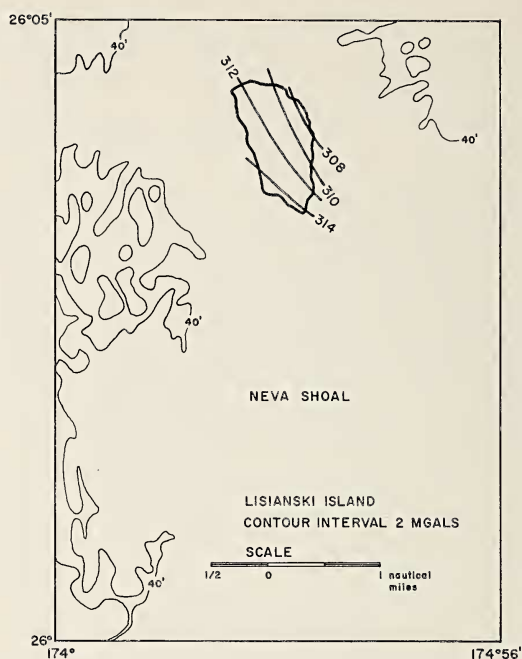 26°05'
40'
312
40'
308
310
314
40'
NEVA SHOAL
LISIANSKI ISLAND
CONTOUR INTERVAL 2 MGALS
SCALE
1/2 0 1 nautical miles
40'
26°
174° 174°56'